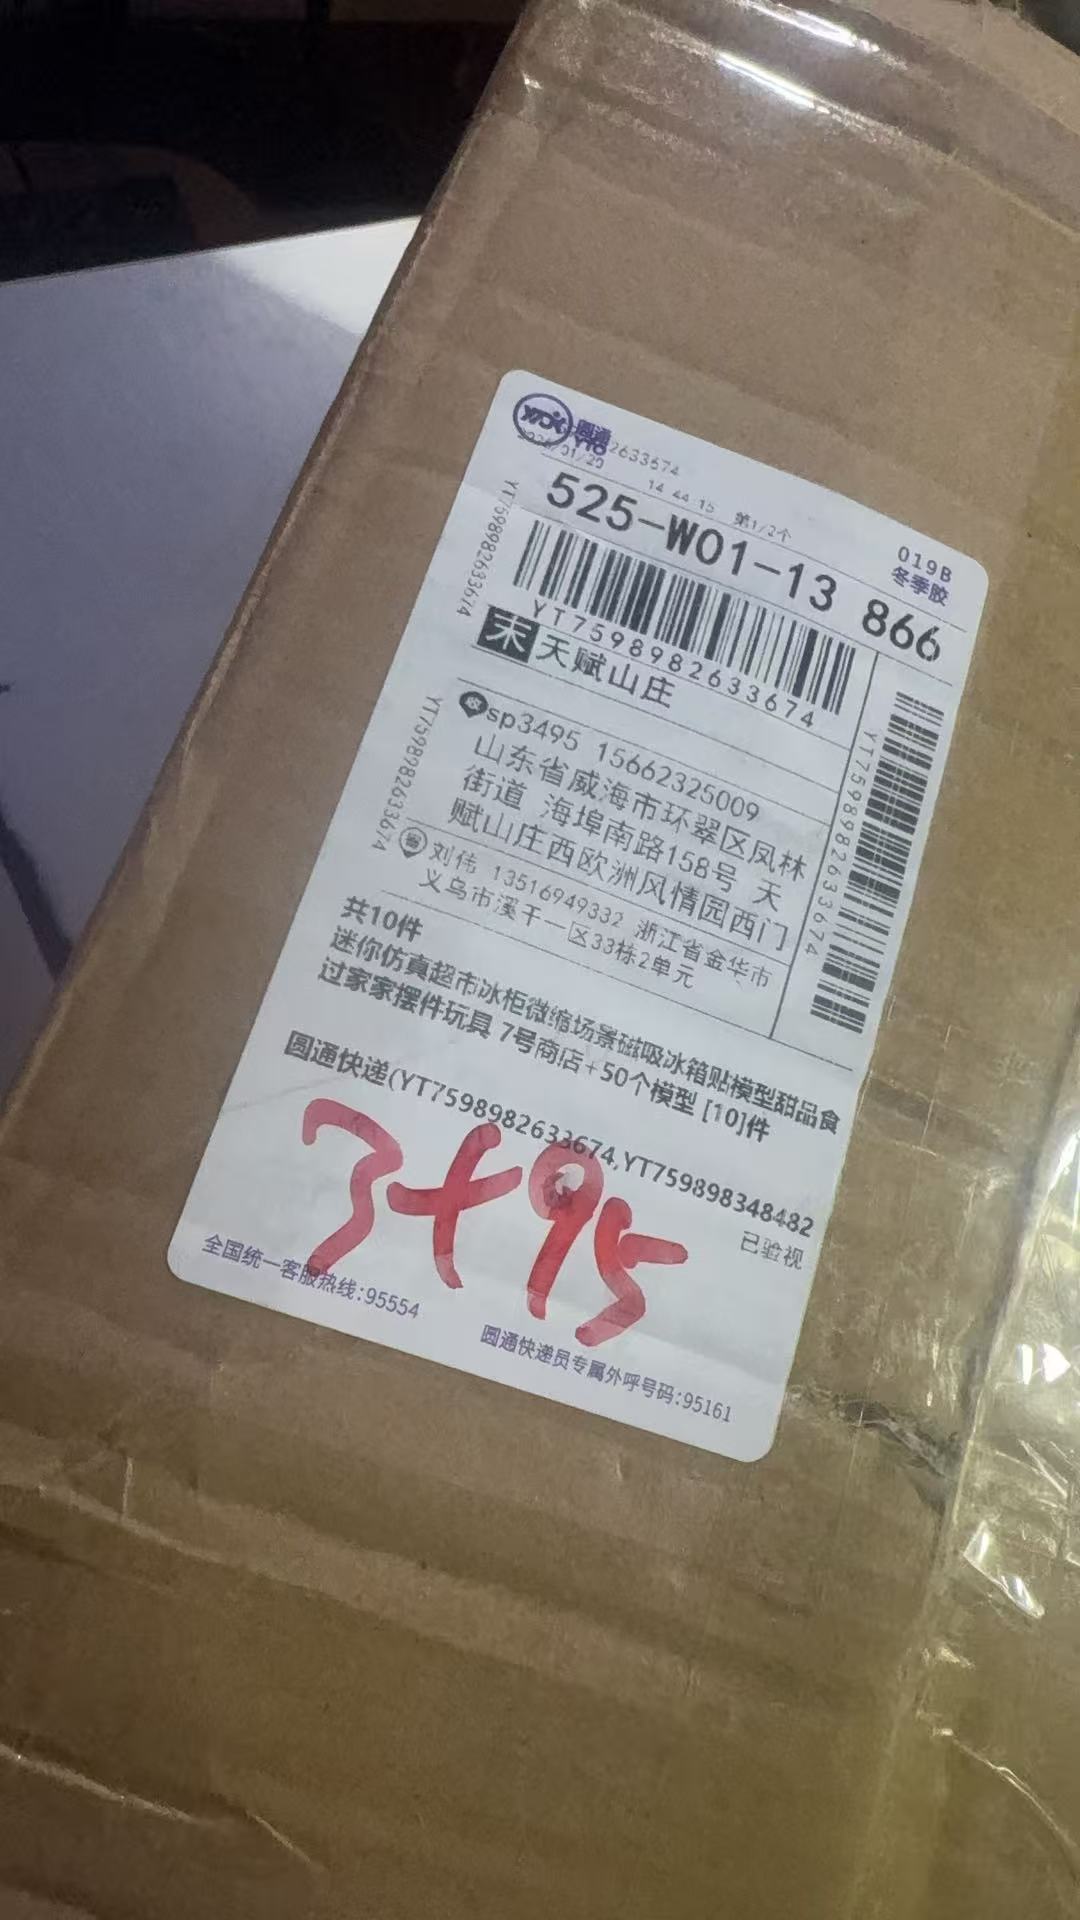 圆通
YTO
2633674
14 44 15 第1/2个
525-W01-13 866
019B
冬季胶
YT7598982633674
YT7598982633674
末 天赋山庄
YT7598982633674
YT7598982633674
收 sp3495 15662325009
山东省威海市环翠区凤林
街道 海埠南路158号 天
赋山庄西欧洲风情园西门
寄 刘伟 13516949332 浙江省金华市
义乌市溪干一区33栋2单元
共10件
迷你仿真超市冰柜微缩场景磁吸冰箱贴模型甜品食
过家家摆件玩具 7号商店+50个模型 [10]件
圆通快递(YT7598982633674,YT759898348482
已验视
3495
全国统一客服热线:95554
圆通快递员专属外呼号码:95161